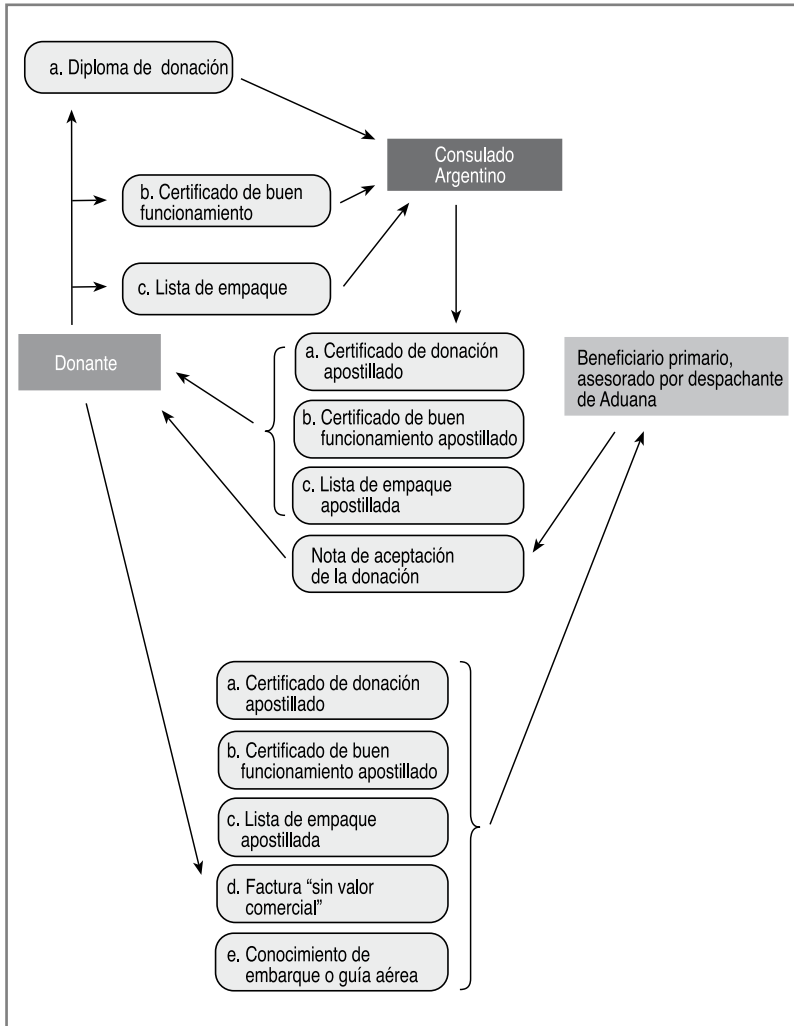 a. Diploma de donación
Consulado
Argentino
b. Certificado de buen
funcionamiento
c. Lista de empaque
Donante
a. Certificado de donación
apostillado
b. Certificado de buen
funcionamiento apostillado
c. Lista de empaque
apostillada
Nota de aceptación
de la donación
Beneficiario primario,
asesorado por despachante
de Aduana
a. Certificado de donación
apostillado
b. Certificado de buen
funcionamiento apostillado
c. Lista de empaque
apostillada
d. Factura “sin valor
comercial”
e. Conocimiento de
embarque o guía aérea